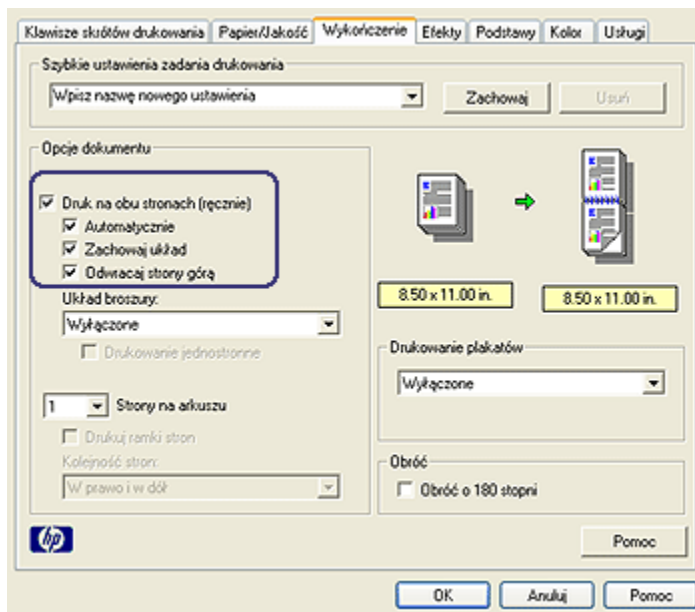 Klawisze skrótów drukowania Papier/Jakość Wykończenie Efekty Podstawy Kolor Usługi
Szybkie ustawienia zadania drukowania
Wpisz nazwę nowego ustawienia Zachowaj Usuń
Opcje dokumentu
Druk na obu stronach (ręcznie)
Automatycznie
Zachowaj układ
Odwracaj strony górą
Układ broszury:
Wyłączone
Drukowanie jednostronne
1 Strony na arkuszu
Drukuj ramki stron
Kolejność stron:
W prawo i w dół
8.50 x 11.00 in. 8.50 x 11.00 in.
Drukowanie plakatów
Wyłączone
Obróć
Obróć o 180 stopni
hp
Pomoc
OK Anuluj Pomoc